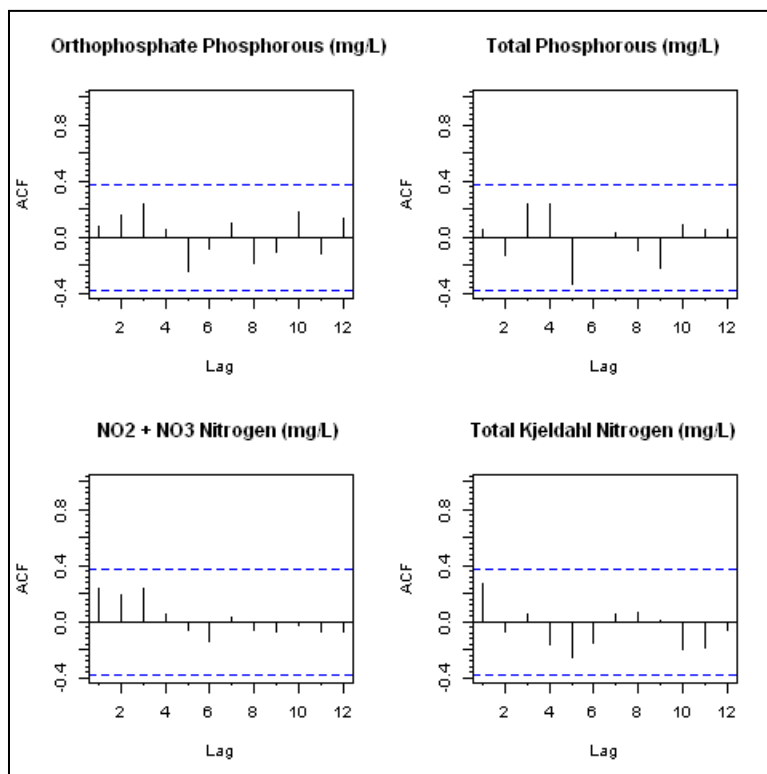 Orthophosphate Phosphorous (mg/L)
ACF
0.8
0.4
0.0
-0.4
2 4 6 8 10 12
Lag
Total Phosphorous (mg/L)
ACF
0.8
0.4
0.0
-0.4
2 4 6 8 10 12
Lag
NO2 + NO3 Nitrogen (mg/L)
ACF
0.8
0.4
0.0
-0.4
2 4 6 8 10 12
Lag
Total Kjeldahl Nitrogen (mg/L)
ACF
0.8
0.4
0.0
-0.4
2 4 6 8 10 12
Lag